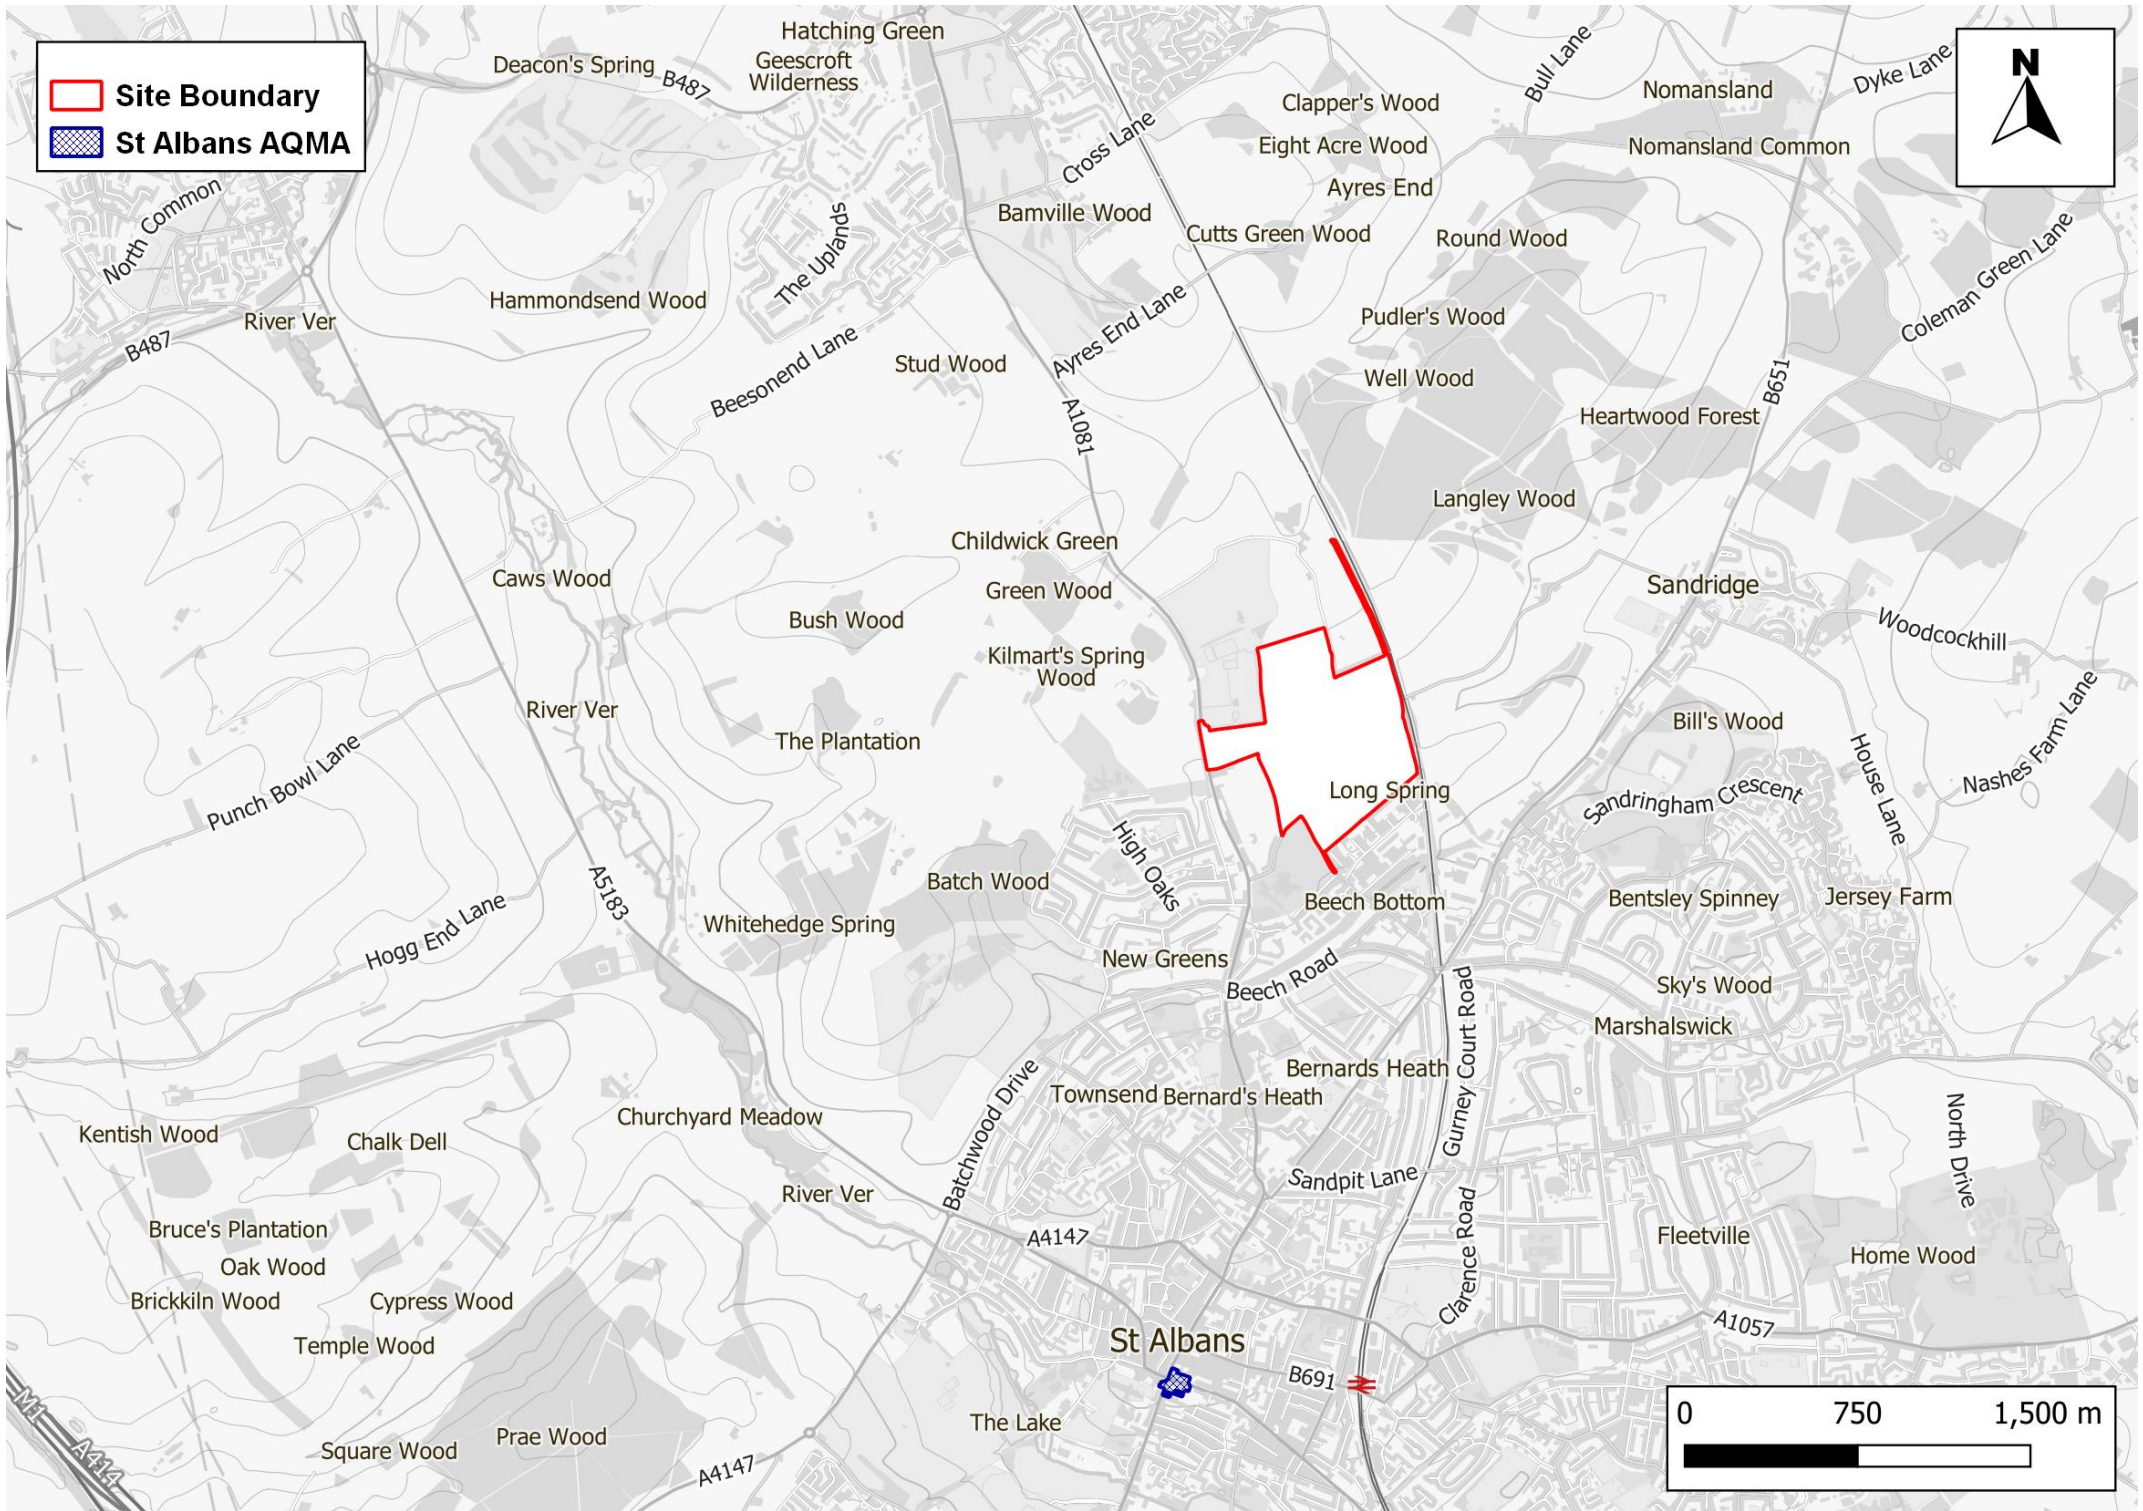 Site Boundary
St Albans AQMA
N
Hatching Green
Deacon's Spring
Geescroft
Wilderness
B487
Bull Lane
Nomansland
Dyke Lane
Clapper's Wood
Cross Lane
Eight Acre Wood
Nomansland Common
Ayres End
North Common
Bamville Wood
The Uplands
Cutts Green Wood
Round Wood
Coleman Green Lane
Hammondsend Wood
River Ver
B487
Ayres End Lane
Pudler's Wood
Beesonend Lane
Stud Wood
Well Wood
B651
A1081
Heartwood Forest
Langley Wood
Childwick Green
Caws Wood
Green Wood
Sandridge
Bush Wood
Woodcockhill
Kilmart's Spring
Wood
River Ver
The Plantation
Bill's Wood
Nashes Farm Lane
House Lane
Punch Bowl Lane
Long Spring
Sandringham Crescent
High Oaks
A5183
Batch Wood
Beech Bottom
Bentsley Spinney
Jersey Farm
Whitehedge Spring
Hogg End Lane
New Greens
Beech Road
Sky's Wood
Gurney Court Road
Marshalswick
Bernards Heath
Townsend
Bernard's Heath
Batchwood Drive
Churchyard Meadow
Kentish Wood
Chalk Dell
North Drive
Sandpit Lane
River Ver
Clarence Road
Bruce's Plantation
A4147
Fleetville
Home Wood
Oak Wood
Brickkiln Wood
Cypress Wood
A1057
Temple Wood
St Albans
B691
M1
The Lake
Prae Wood
Square Wood
A414
A4147
0 750 1,500 m